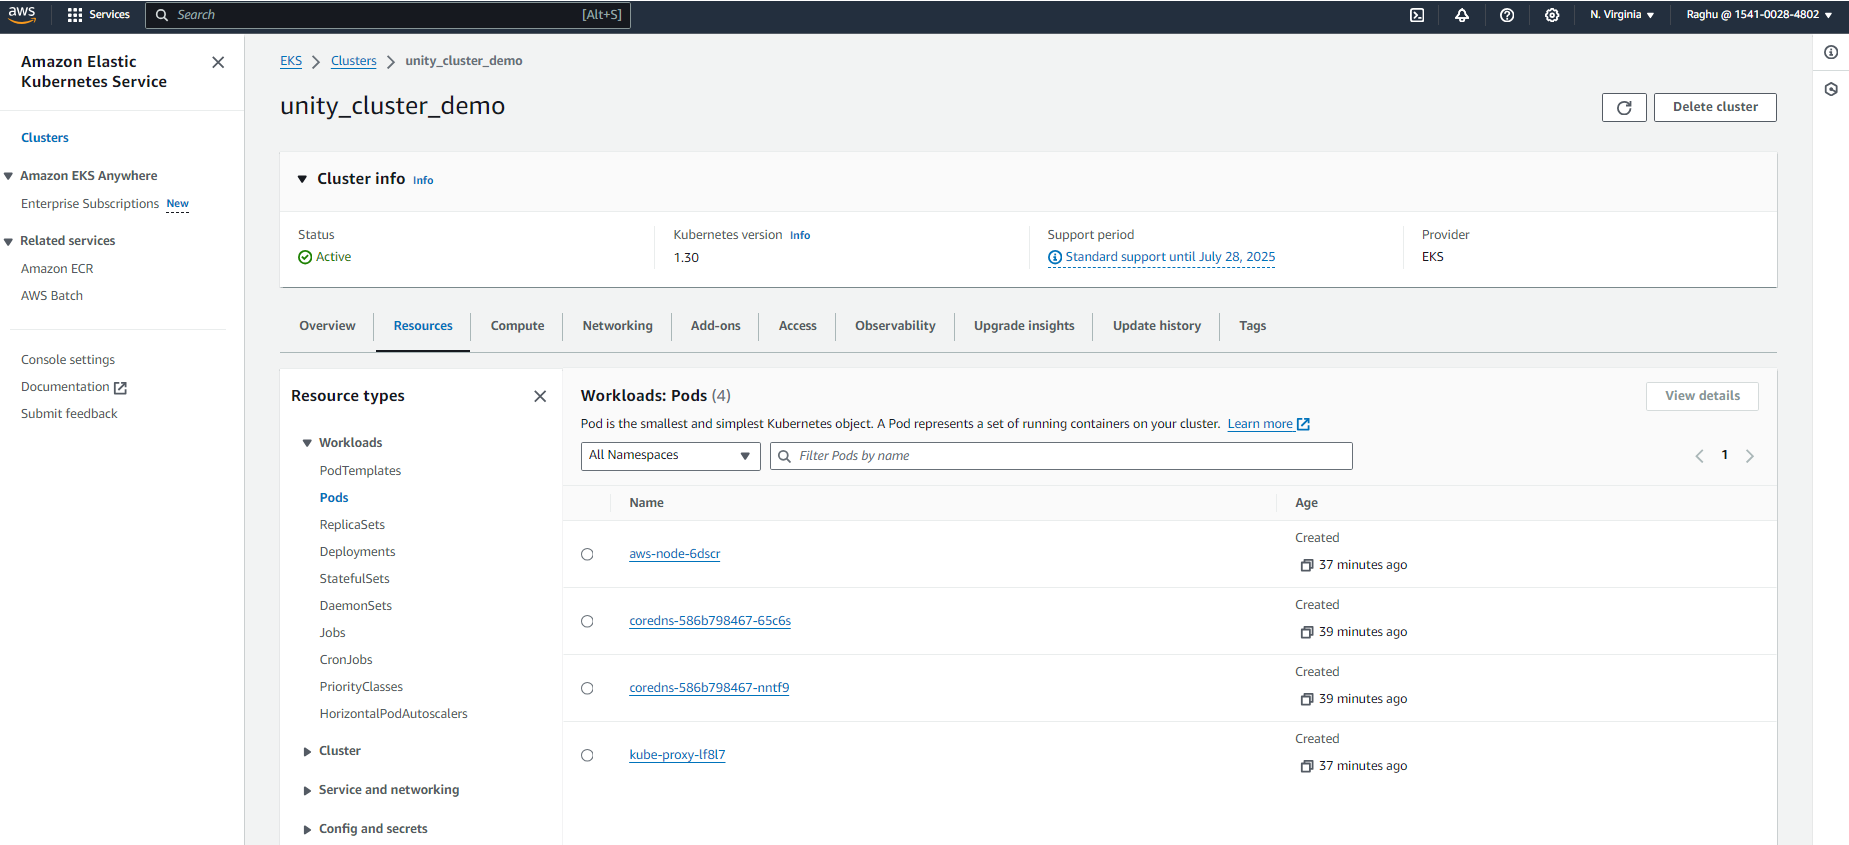 aws
Services
Search
[Alt+S]
N. Virginia
Raghu @ 1541-0028-4802
Amazon Elastic
Kubernetes Service
Clusters
Amazon EKS Anywhere
Enterprise Subscriptions New
Related services
Amazon ECR
AWS Batch
Console settings
Documentation
Submit feedback
EKS
Clusters
unity_cluster_demo
unity_cluster_demo
Delete cluster
Cluster info Info
Status
Active
Kubernetes version Info
1.30
Support period
Standard support until July 28, 2025
Provider
EKS
Overview
Resources
Compute
Networking
Add-ons
Access
Observability
Upgrade insights
Update history
Tags
Resource types
Workloads
PodTemplates
Pods
ReplicaSets
Deployments
StatefulSets
DaemonSets
Jobs
CronJobs
PriorityClasses
HorizontalPodAutoscalers
Cluster
Service and networking
Config and secrets
Workloads: Pods (4)
View details
Pod is the smallest and simplest Kubernetes object. A Pod represents a set of running containers on your cluster. Learn more
All Namespaces
Filter Pods by name
1
Name
Age
aws-node-6dscr
Created
37 minutes ago
coredns-586b798467-65c6s
Created
39 minutes ago
coredns-586b798467-nntf9
Created
39 minutes ago
kube-proxy-lf8l7
Created
37 minutes ago